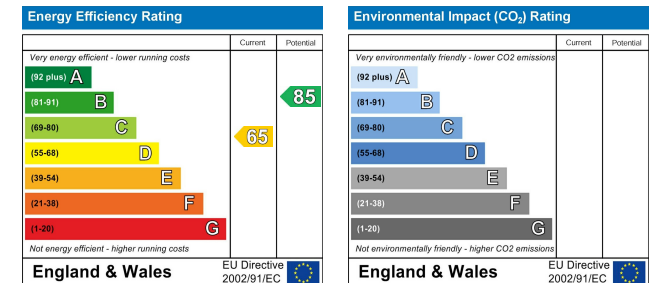 Energy Efficiency Rating
Current Potential
Very energy efficient - lower running costs
(92 plus) A
(81-91) B
85
(69-80) C
65
(55-68) D
(39-54) E
(21-38) F
(1-20) G
Not energy efficient - higher running costs
England & Wales
EU Directive
2002/91/EC
Environmental Impact (CO₂) Rating
Current Potential
Very environmentally friendly - lower CO2 emissions
(92 plus) A
(81-91) B
(69-80) C
(55-68) D
(39-54) E
(21-38) F
(1-20) G
Not environmentally friendly - higher CO2 emissions
England & Wales
EU Directive
2002/91/EC